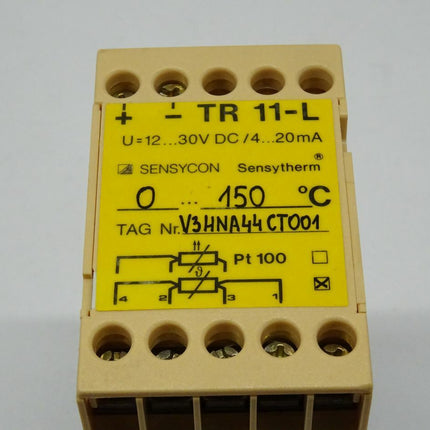 + − TR 11-L
U=12...30V DC/4...20mA
SENSYCON Sensytherm®
0 ... 150 °C
TAG Nr. V3HNA44CT001
tt
Pt 100
ϑ
4 2 3 1